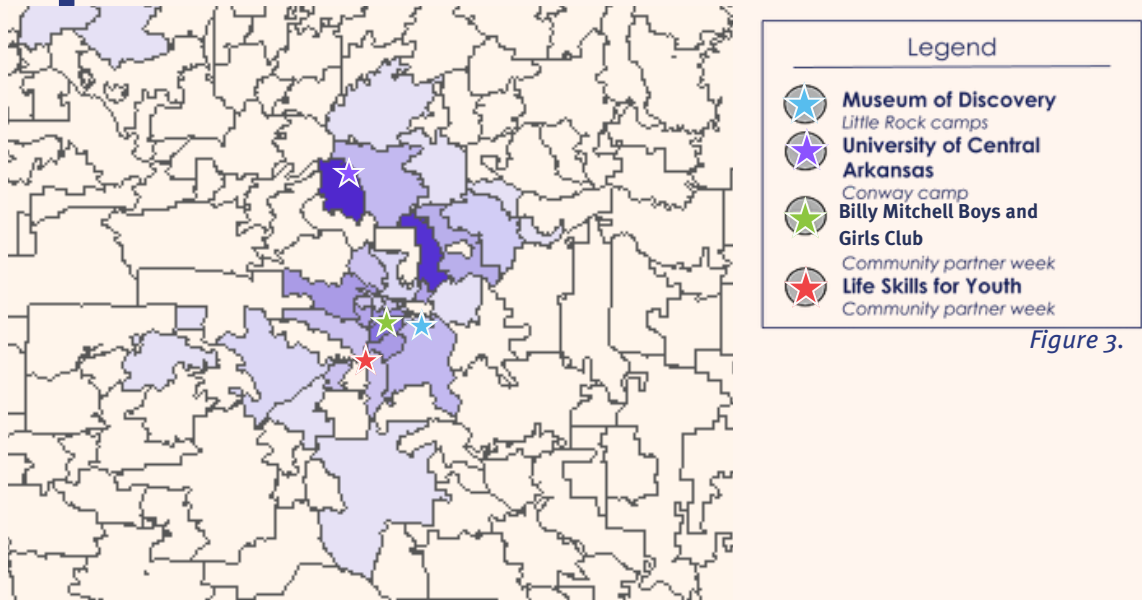 Legend
Museum of Discovery
Little Rock camps
University of Central
Arkansas
Conway camp
Billy Mitchell Boys and
Girls Club
Community partner week
Life Skills for Youth
Community partner week
Figure 3.